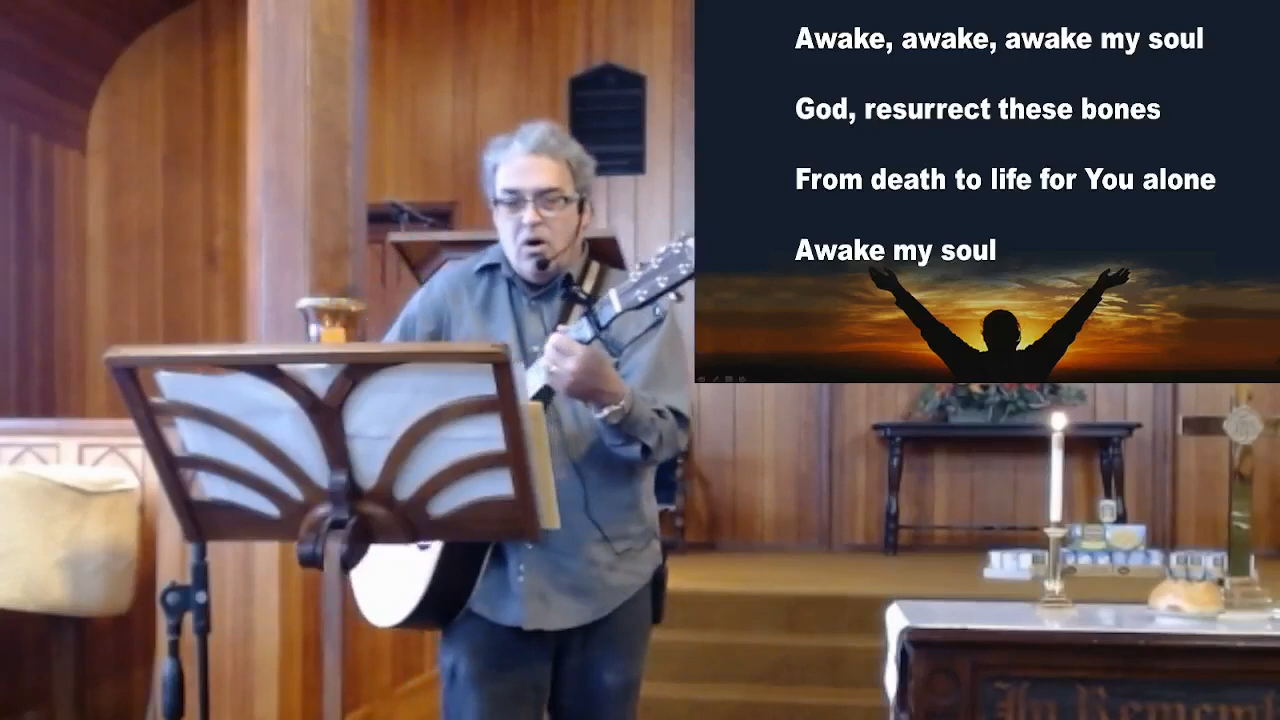 Awake, awake, awake my soul
God, resurrect these bones
From death to life for You alone
Awake my soul
In